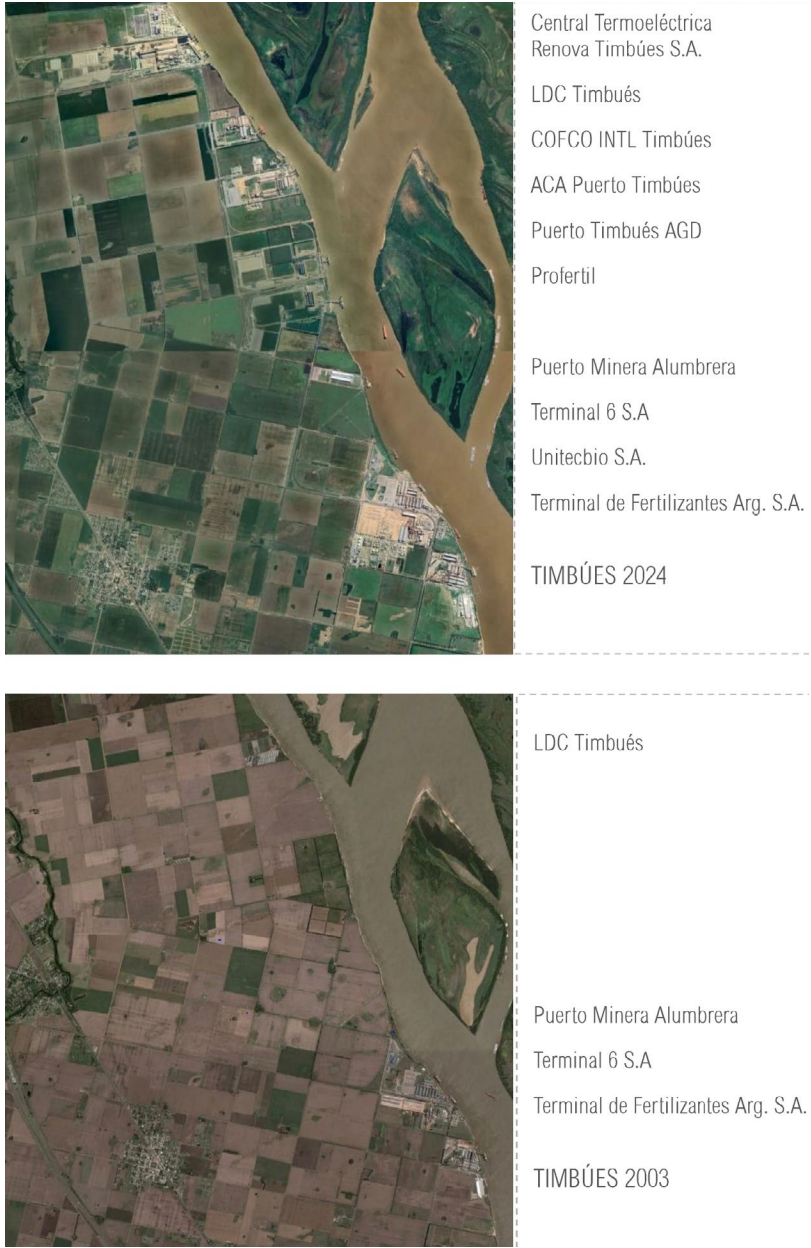 Central Termoeléctrica
Renova Timbúes S.A.
LDC Timbués
COFCO INTL Timbúes
ACA Puerto Timbúes
Puerto Timbués AGD
Profertil
Puerto Minera Alumbrera
Terminal 6 S.A
Unitecbio S.A.
Terminal de Fertilizantes Arg. S.A.
TIMBÚES 2024
LDC Timbués
Puerto Minera Alumbrera
Terminal 6 S.A
Terminal de Fertilizantes Arg. S.A.
TIMBÚES 2003